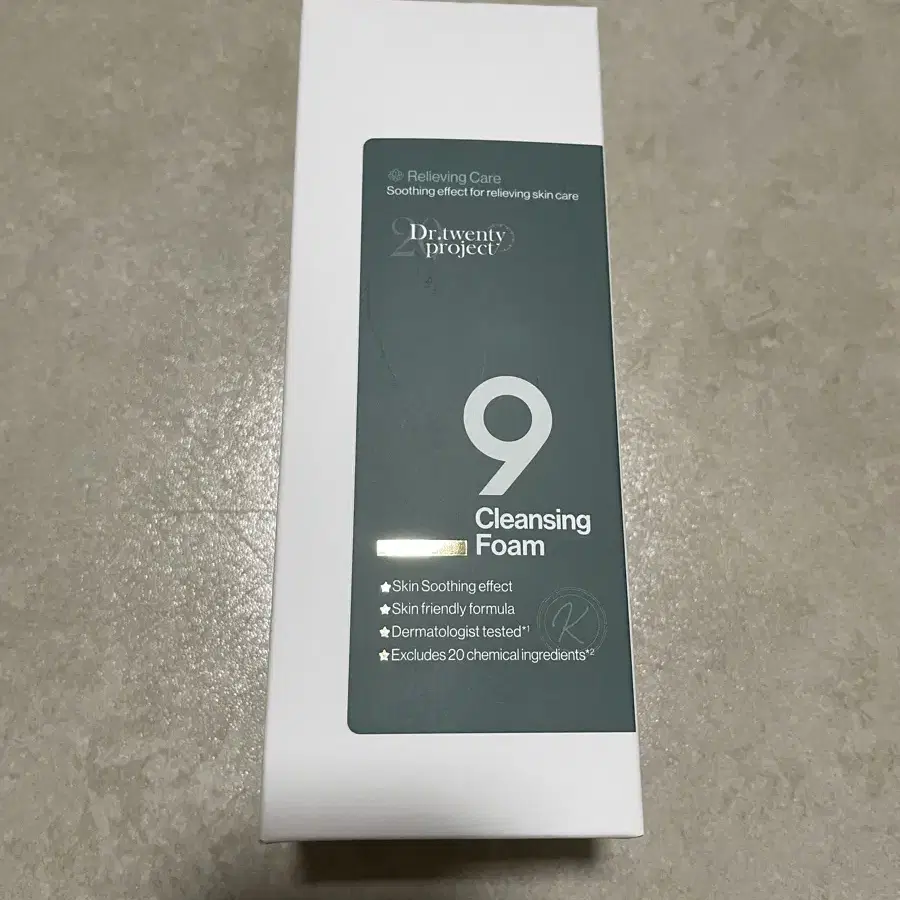 Relieving Care
Soothing effect for relieving skin care
20
Dr.twenty
project
9
Cleansing
Foam
Skin Soothing effect
Skin friendly formula
Dermatologist tested*1
Excludes 20 chemical ingredients*2
K